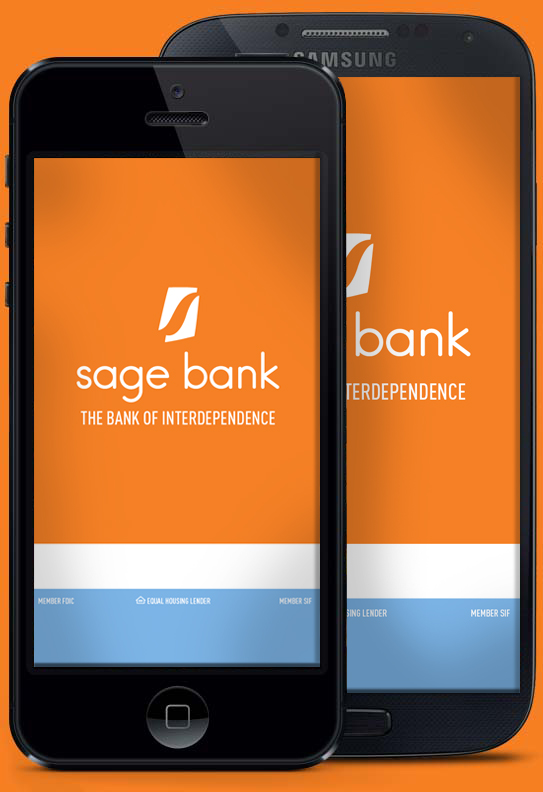 SAMSUNG
sage bank
THE BANK OF INTERDEPENDENCE
MEMBER FDIC
EQUAL HOUSING LENDER
MEMBER SIF
bank
TERDEPENDENCE
SING LENDER
MEMBER SIF